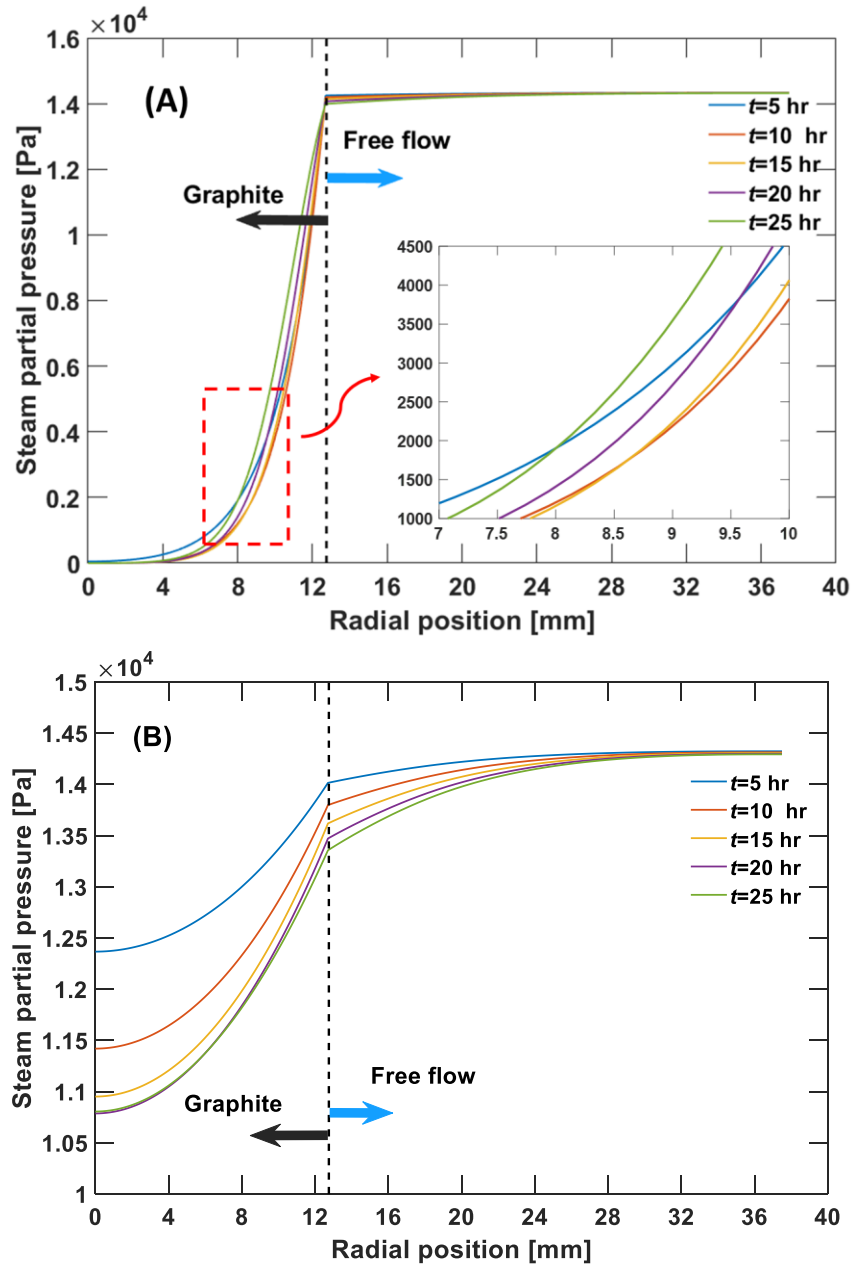 ×10⁴
1.6
(A)
1.4
1.2
1
0.8
0.6
0.4
0.2
0
Steam partial pressure [Pa]
Free flow
Graphite
t=5 hr
t=10 hr
t=15 hr
t=20 hr
t=25 hr
4500
4000
3500
3000
2500
2000
1500
1000
7 7.5 8 8.5 9 9.5 10
0 4 8 12 16 20 24 28 32 36 40
Radial position [mm]
×10⁴
1.5
(B)
1.45
1.4
1.35
1.3
1.25
1.2
1.15
1.1
1.05
1
Steam partial pressure [Pa]
t=5 hr
t=10 hr
t=15 hr
t=20 hr
t=25 hr
Free flow
Graphite
0 4 8 12 16 20 24 28 32 36 40
Radial position [mm]